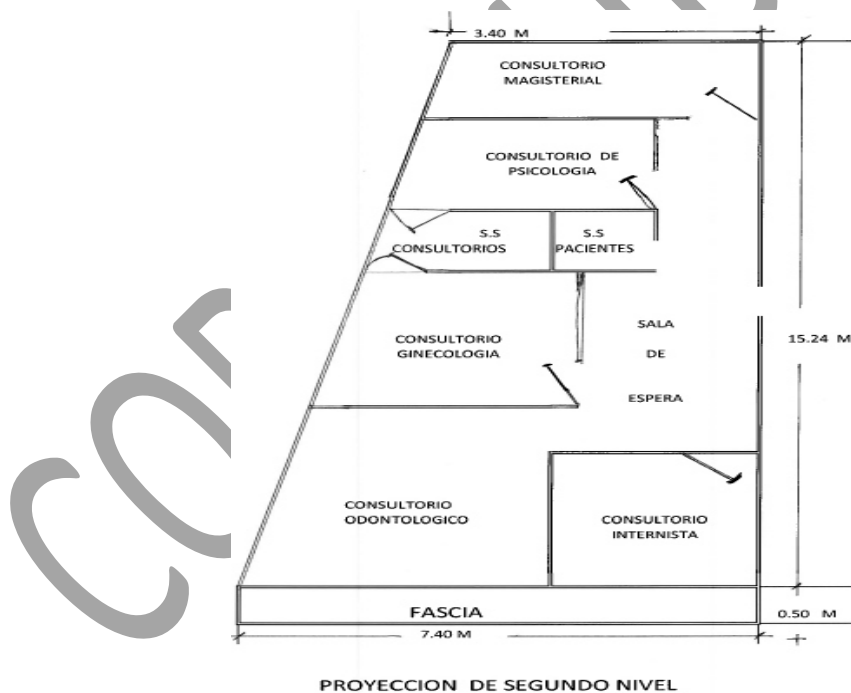 3.40 M
CONSULTORIO
MAGISTERIAL
CONSULTORIO DE
PSICOLOGIA
S.S
CONSULTORIOS
S.S
PACIENTES
CONSULTORIO
GINECOLOGIA
SALA
DE
ESPERA
15.24 M
CONSULTORIO
ODONTOLOGICO
CONSULTORIO
INTERNISTA
FASCIA
0.50 M
7.40 M
PROYECCION DE SEGUNDO NIVEL